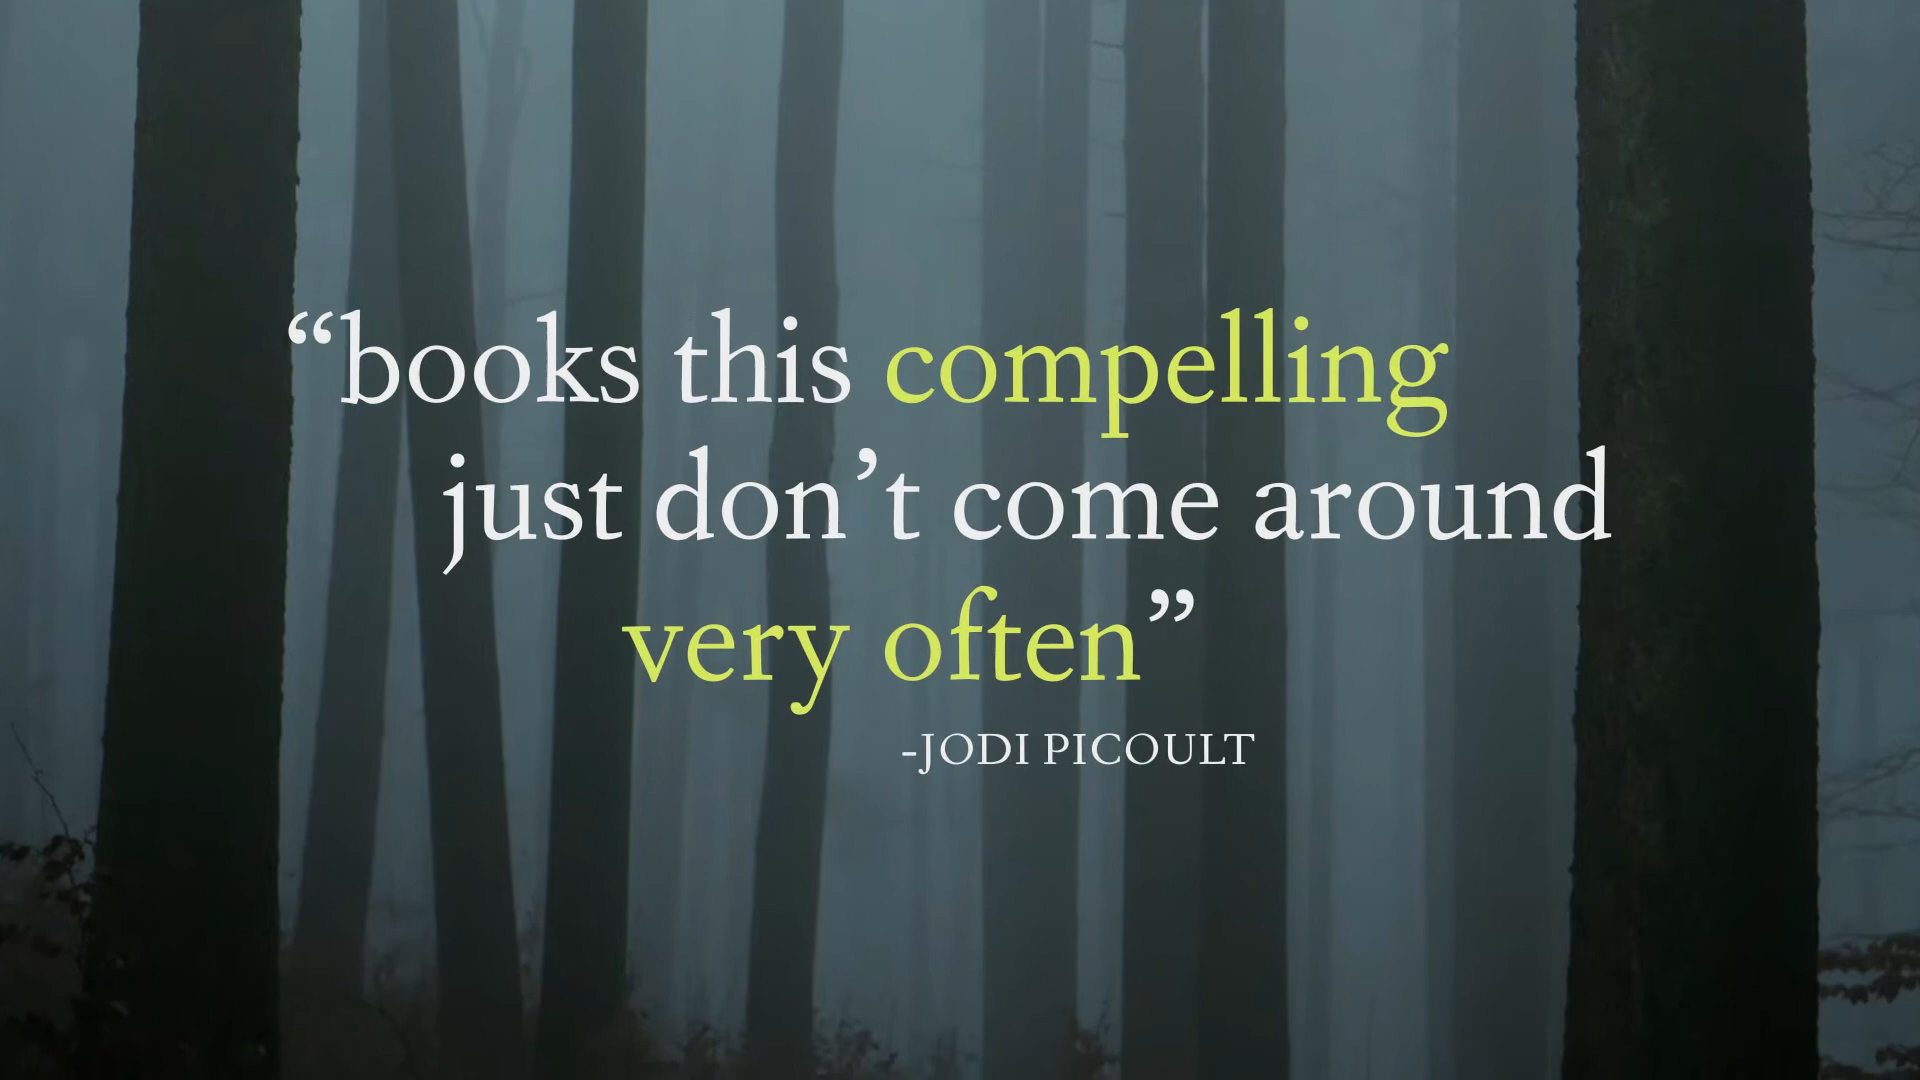 “books this compelling
just don’t come around
very often”
-JODI PICOULT